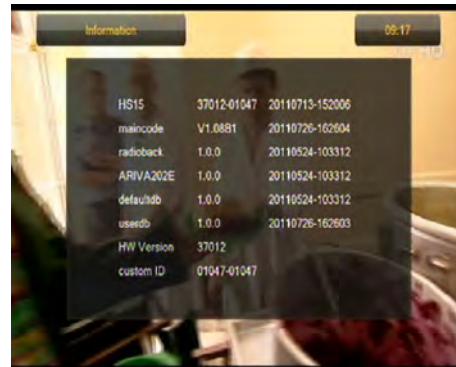 Information 09:17
HS15 37012-01047 20110713-152006
maincode V1.08B1 20110726-162604
radioback 1.0.0 20110524-103312
ARIVA202E 1.0.0 20110524-103312
defaultdb 1.0.0 20110524-103312
userdb 1.0.0 20110726-162603
HW Version 37012
custom ID 01047-01047